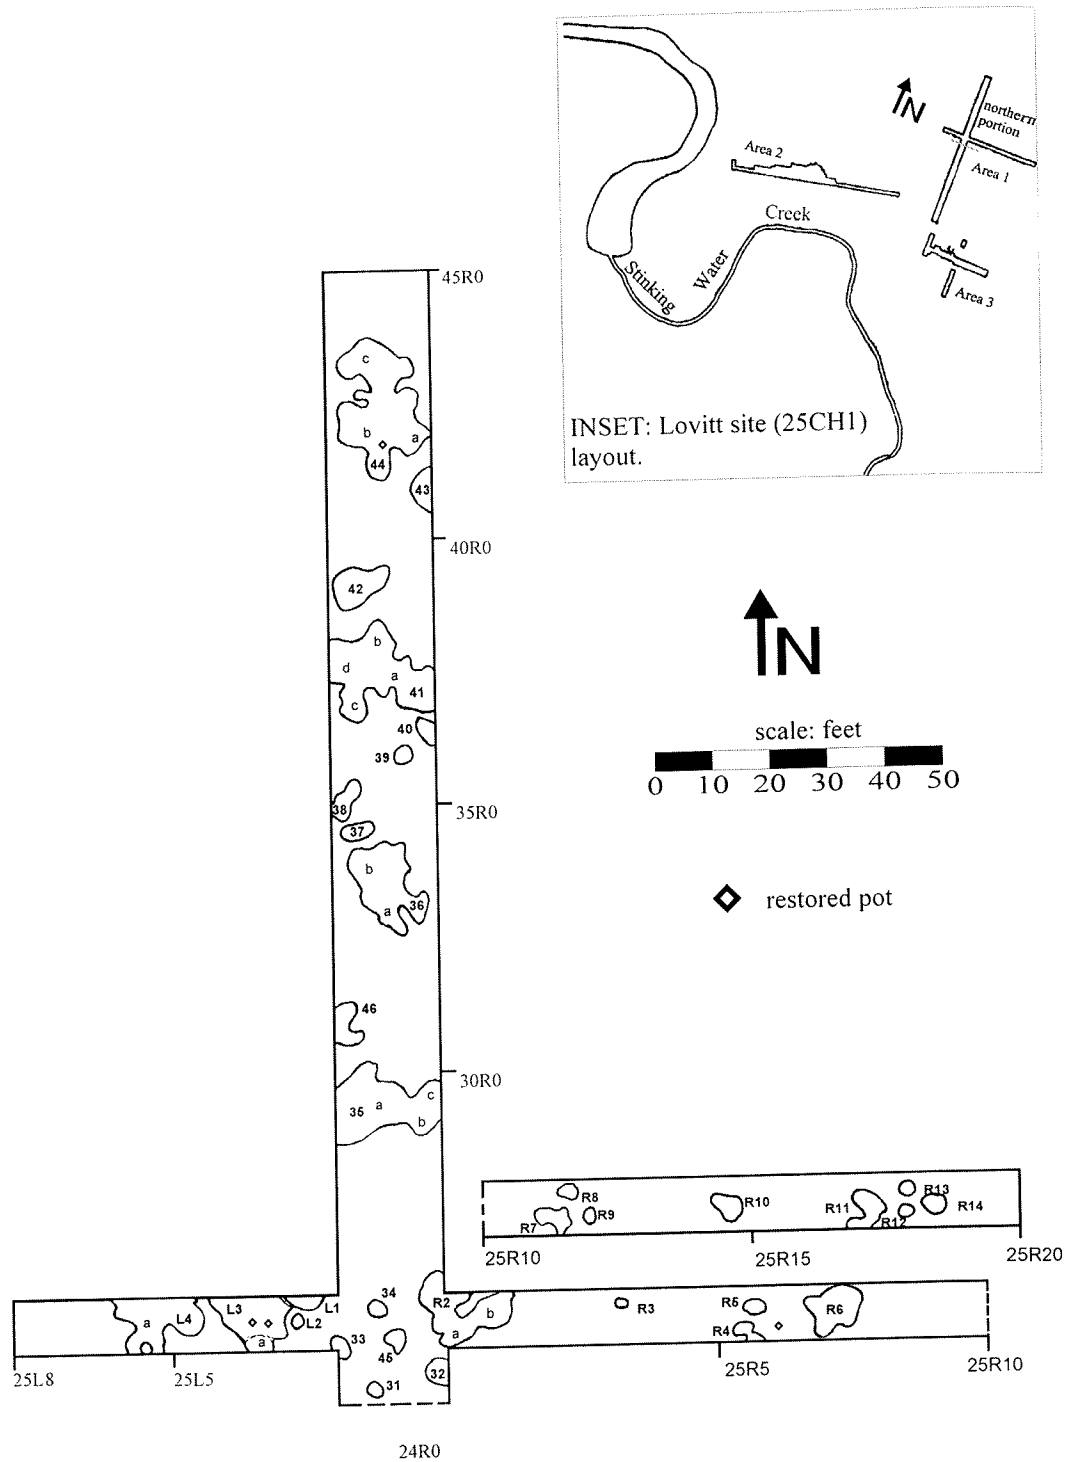 N
northern
portion
Area 2
Area 1
Creek
Water
Stinking
Area 3
INSET: Lovitt site (25CH1)
layout.
45R0
c
b
a
44
43
40R0
42
b
d
a
41
c
40
39
N
scale: feet
0 10 20 30 40 50
38
35R0
37
b
a
36
restored pot
46
30R0
35
a
c
b
R8
R7
R9
R10
R11
R13
R12
R14
25R10
25R15
25R20
a
L4
L3
a
L1
L2
34
33
45
32
31
R2
a
b
R3
R5
R4
R6
25L8
25L5
25R5
25R10
24R0